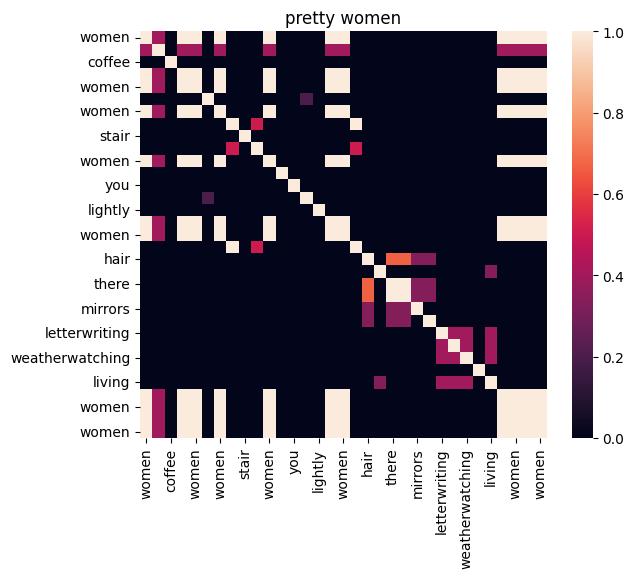 pretty women
women
coffee
women
women
stair
women
you
lightly
women
hair
there
mirrors
letterwriting
weatherwatching
living
women
women
1.0
0.8
0.6
0.4
0.2
0.0
women
coffee
women
women
stair
women
you
lightly
women
hair
there
mirrors
letterwriting
weatherwatching
living
women
women